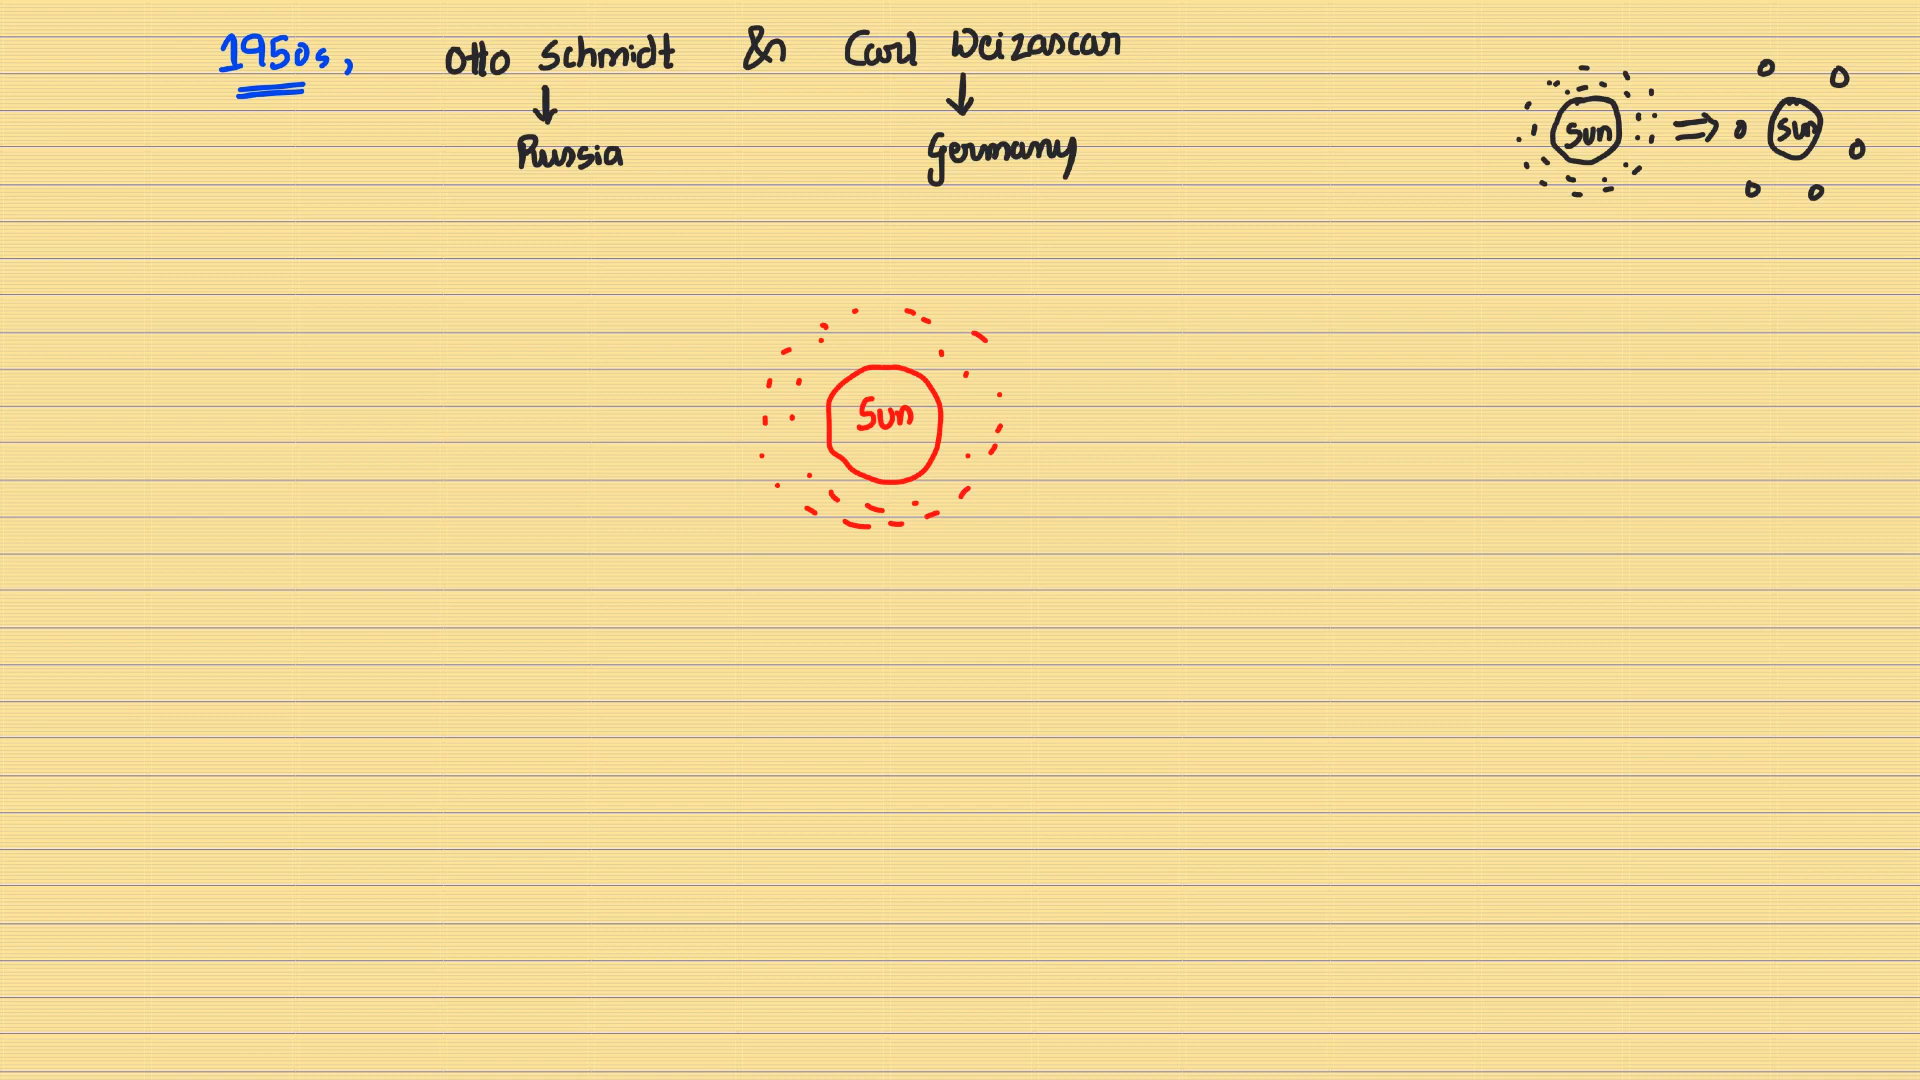 1950s, Otto Schmidt & Carl Weizascar
Russia Germany
Sun ⇒ Sun
Sun